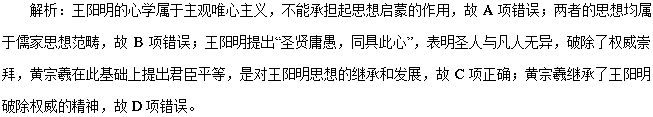 解析：王阳明的心学属于主观唯心主义，不能承担起思想启蒙的作用，故 A 项错误；两者的思想均属
于儒家思想范畴，故 B 项错误；王阳明提出“圣贤庸愚，同具此心”，表明圣人与凡人无异，破除了权威崇
拜，黄宗羲在此基础上提出君臣平等，是对王阳明思想的继承和发展，故 C 项正确；黄宗羲继承了王阳明
破除权威的精神，故 D 项错误。